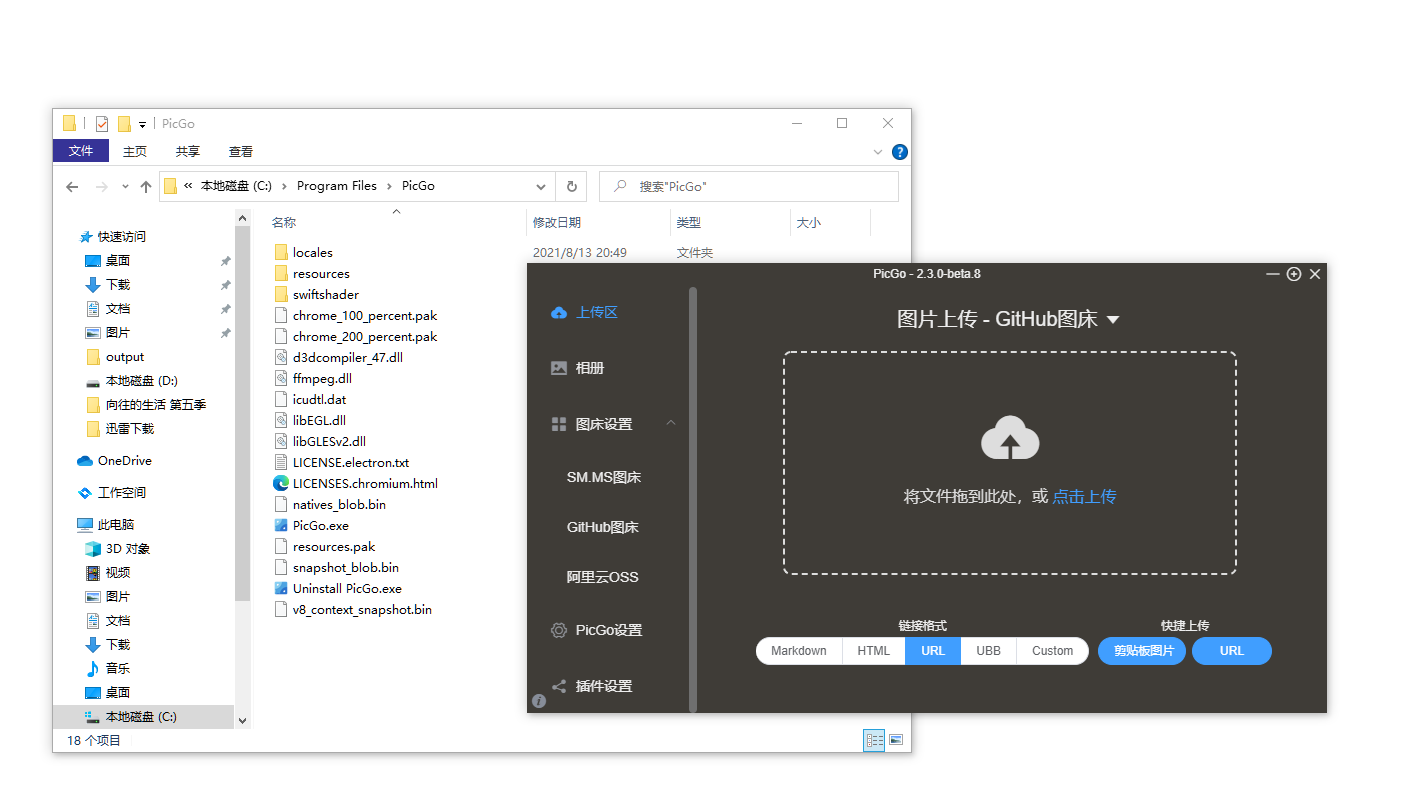 PicGo
文件 主页 共享 查看
« 本地磁盘 (C:) › Program Files › PicGo
搜索"PicGo"
名称 修改日期 类型 大小
快速访问
桌面
下载
文档
图片
output
本地磁盘 (D:)
向往的生活 第五季
迅雷下载
OneDrive
工作空间
此电脑
3D 对象
视频
图片
文档
下载
音乐
桌面
本地磁盘 (C:)
locales 2021/8/13 20:49 文件夹
resources
swiftshader
chrome_100_percent.pak
chrome_200_percent.pak
d3dcompiler_47.dll
ffmpeg.dll
icudtl.dat
libEGL.dll
libGLESv2.dll
LICENSE.electron.txt
LICENSES.chromium.html
natives_blob.bin
PicGo.exe
resources.pak
snapshot_blob.bin
Uninstall PicGo.exe
v8_context_snapshot.bin
18 个项目
PicGo - 2.3.0-beta.8
上传区
相册
图床设置
SM.MS图床
GitHub图床
阿里云OSS
PicGo设置
插件设置
图片上传 - GitHub图床
将文件拖到此处，或 点击上传
链接格式 快捷上传
Markdown HTML URL UBB Custom 剪贴板图片 URL